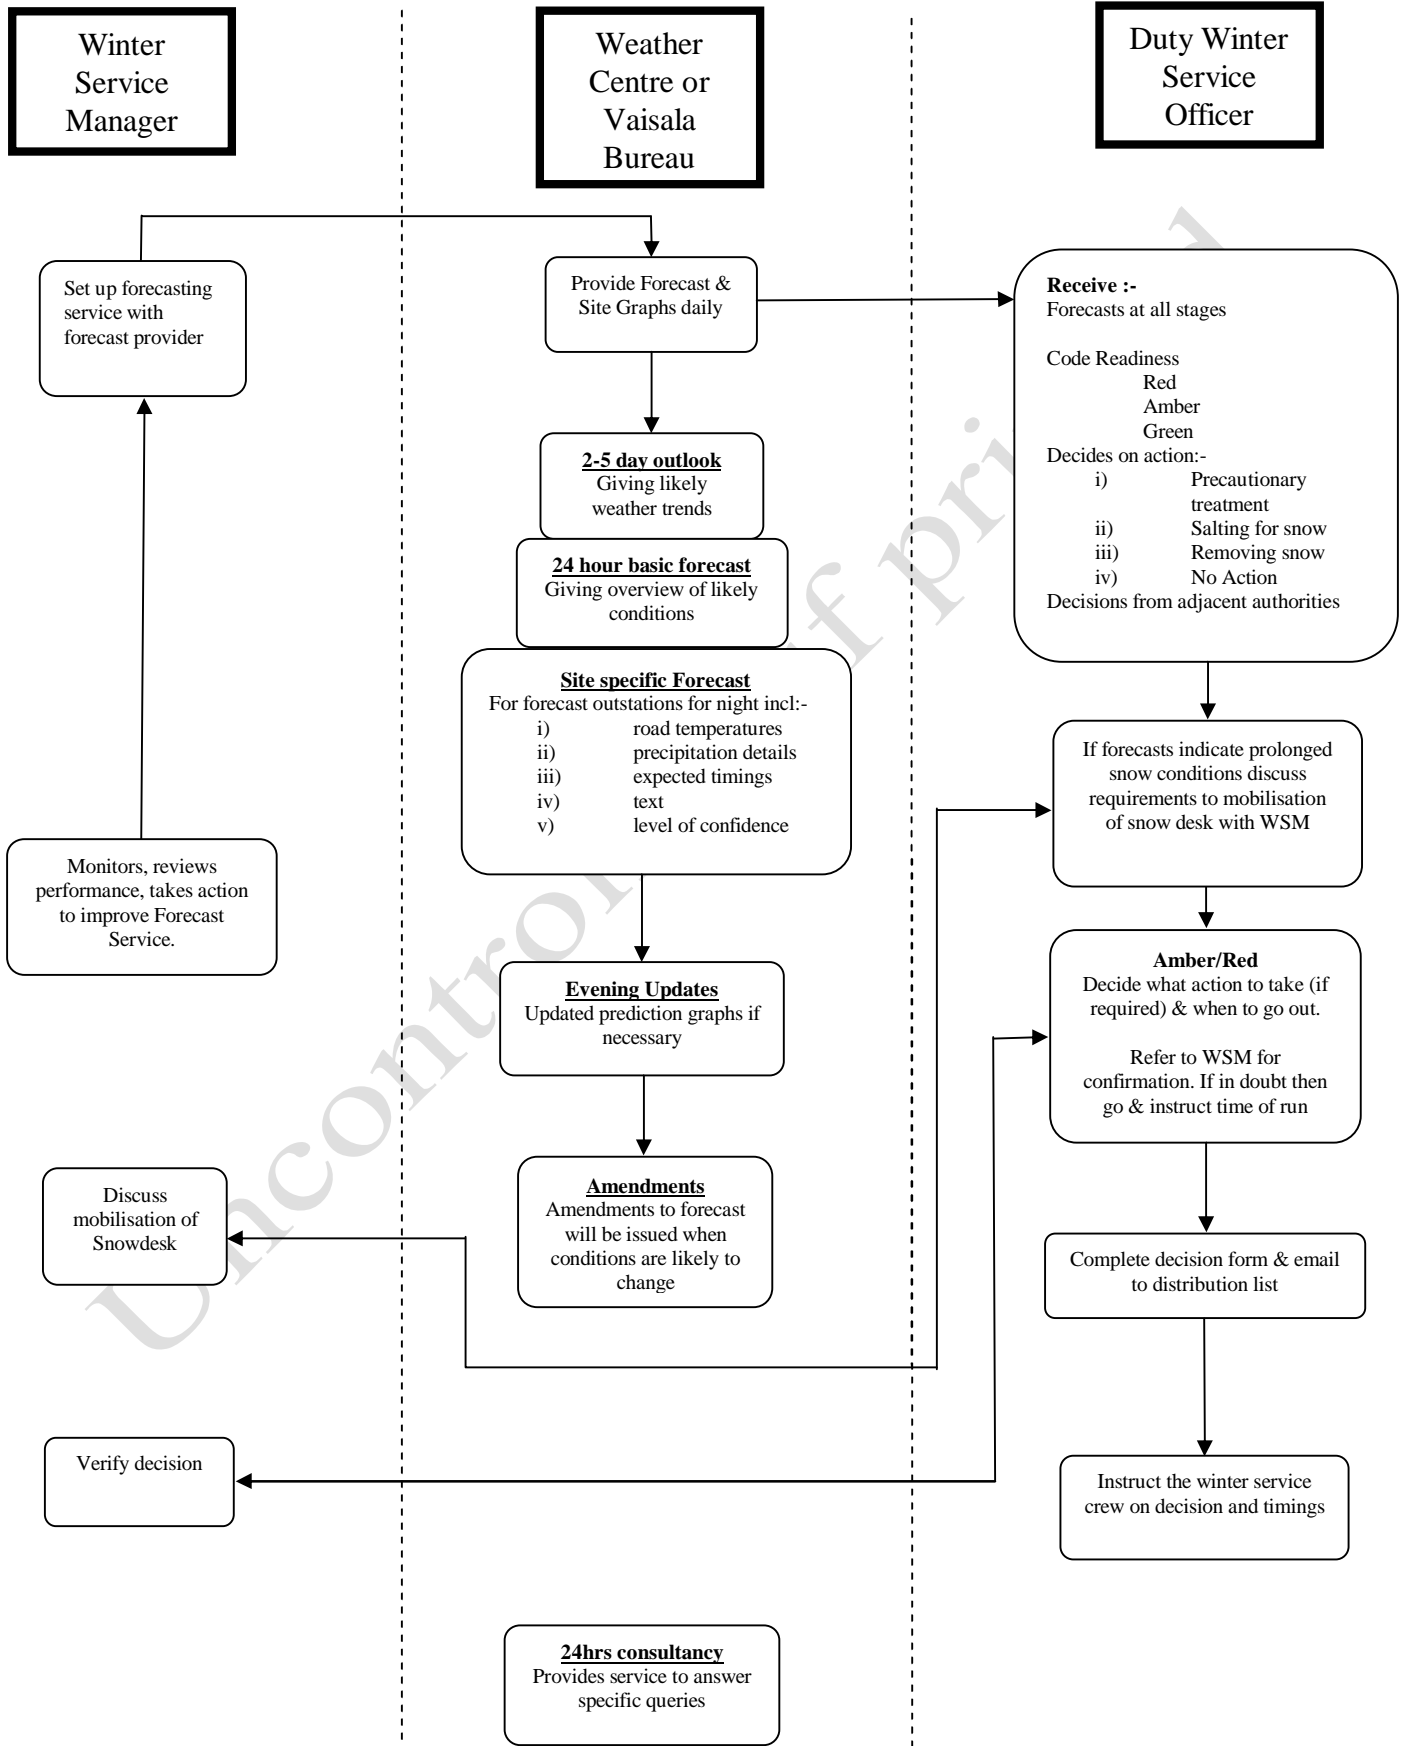 Winter
Service
Manager
Weather
Centre or
Vaisala
Bureau
Duty Winter
Service
Officer
Set up forecasting
service with
forecast provider
Monitors, reviews
performance, takes action
to improve Forecast
Service.
Discuss
mobilisation of
Snowdesk
Verify decision
Provide Forecast &
Site Graphs daily
2-5 day outlook
Giving likely
weather trends
24 hour basic forecast
Giving overview of likely
conditions
Site specific Forecast
For forecast outstations for night incl:-
i) road temperatures
ii) precipitation details
iii) expected timings
iv) text
v) level of confidence
Evening Updates
Updated prediction graphs if
necessary
Amendments
Amendments to forecast
will be issued when
conditions are likely to
change
24hrs consultancy
Provides service to answer
specific queries
Receive :-
Forecasts at all stages
Code Readiness
Red
Amber
Green
Decides on action:-
i) Precautionary
treatment
ii) Salting for snow
iii) Removing snow
iv) No Action
Decisions from adjacent authorities
If forecasts indicate prolonged
snow conditions discuss
requirements to mobilisation
of snow desk with WSM
Amber/Red
Decide what action to take (if
required) & when to go out.
Refer to WSM for
confirmation. If in doubt then
go & instruct time of run
Complete decision form & email
to distribution list
Instruct the winter service
crew on decision and timings